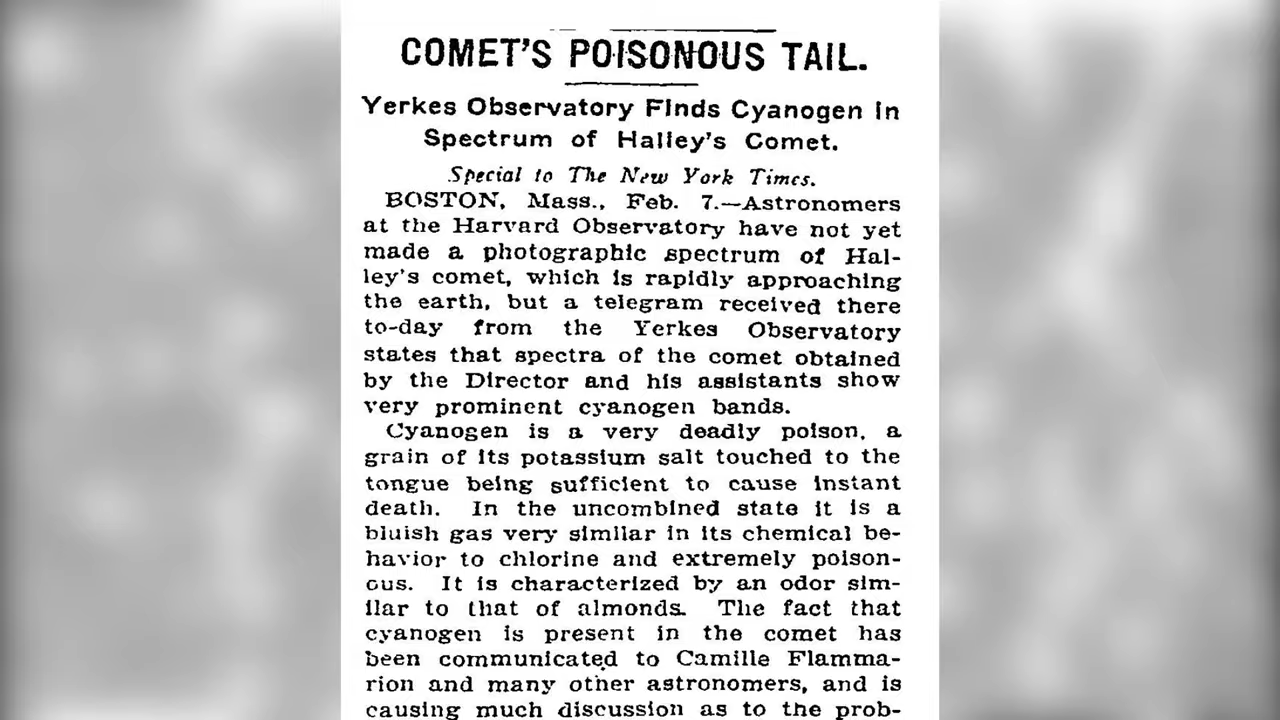 COMET'S POISONOUS TAIL.
Yerkes Observatory Finds Cyanogen in
Spectrum of Halley's Comet.
Special to The New York Times.
BOSTON, Mass., Feb. 7.—Astronomers
at the Harvard Observatory have not yet
made a photographic spectrum of Hal-
ley's comet, which is rapidly approaching
the earth, but a telegram received there
to-day from the Yerkes Observatory
states that spectra of the comet obtained
by the Director and his assistants show
very prominent cyanogen bands.
Cyanogen is a very deadly poison, a
grain of its potassium salt touched to the
tongue being sufficient to cause instant
death. In the uncombined state it is a
bluish gas very similar in its chemical be-
havior to chlorine and extremely poison-
ous. It is characterized by an odor sim-
ilar to that of almonds. The fact that
cyanogen is present in the comet has
been communicated to Camille Flamma-
rion and many other astronomers, and is
causing much discussion as to the prob-